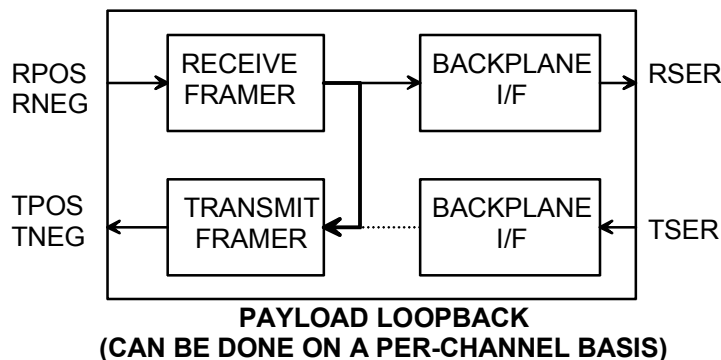 RPOS
RNEG
RECEIVE
FRAMER
BACKPLANE
I/F
RSER
TPOS
TNEG
TRANSMIT
FRAMER
BACKPLANE
I/F
TSER
PAYLOAD LOOPBACK
(CAN BE DONE ON A PER-CHANNEL BASIS)